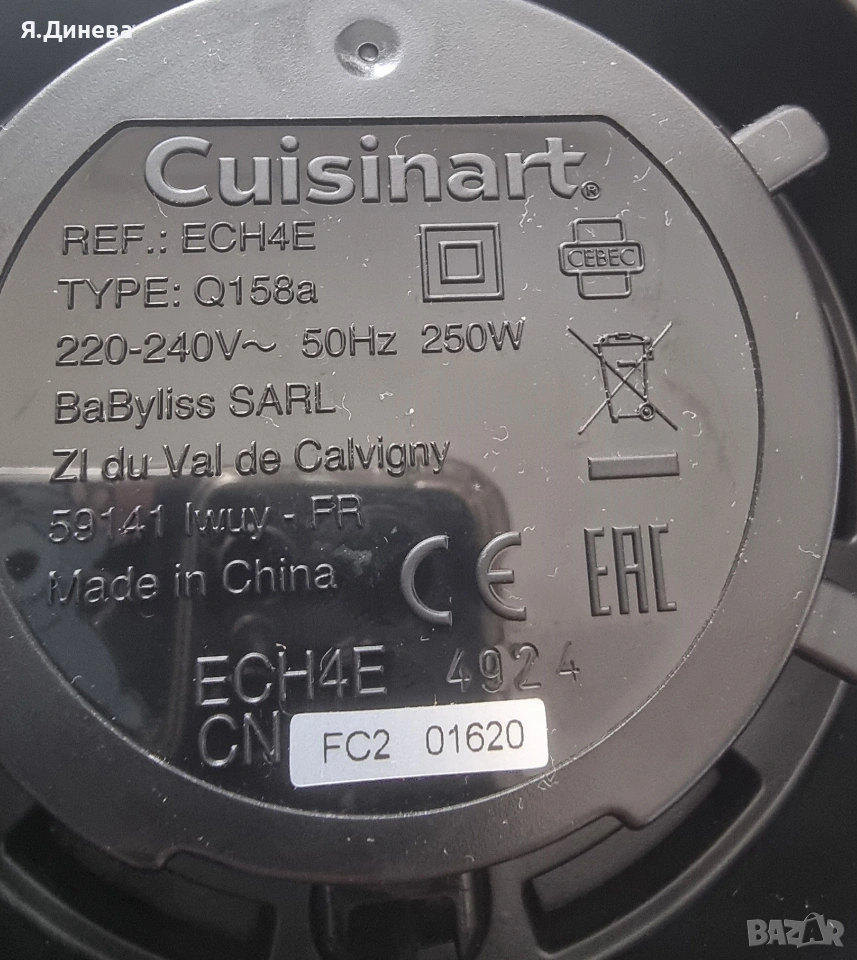 Я.Динева
Cuisinart®
REF.: ECH4E
TYPE: Q158a
CEBEC
220-240V~ 50Hz 250W
BaByliss SARL
ZI du Val de Calvigny
59141 Iwuy - FR
Made in China
CE EAC
ECH4E 4924
CN FC2 01620
BAZAR